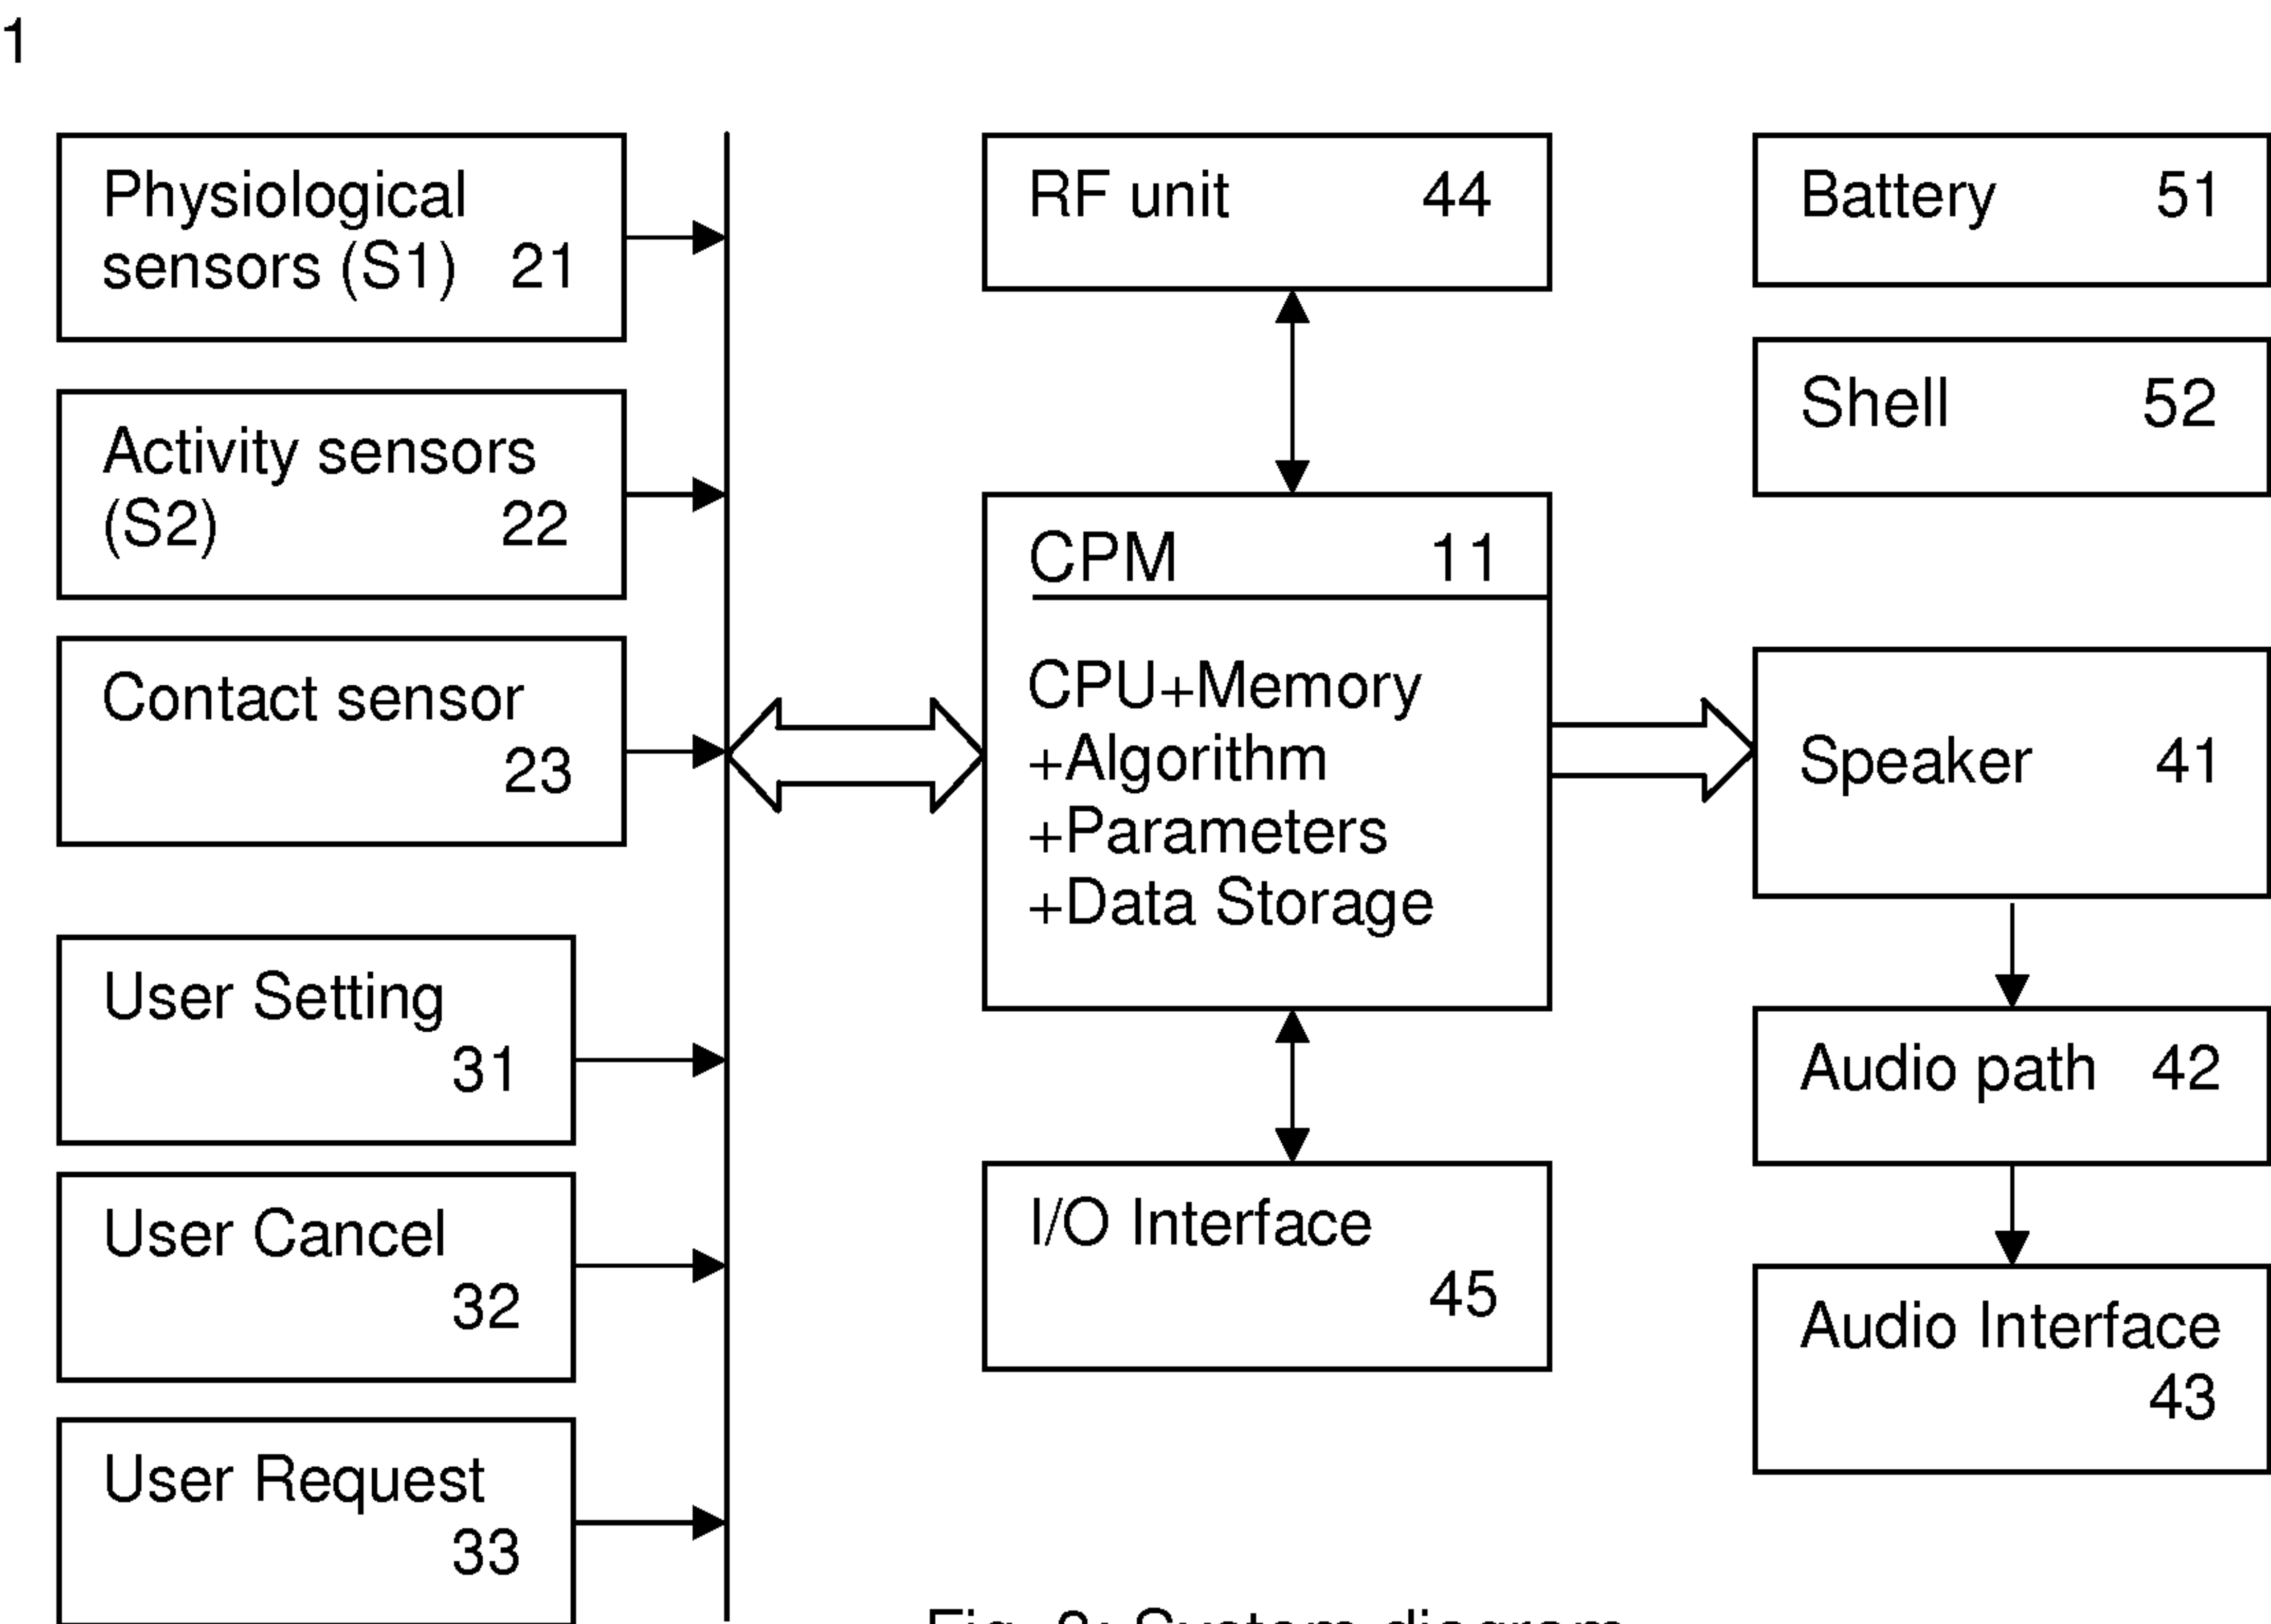 1
Physiological
sensors (S1) 21
Activity sensors
(S2) 22
Contact sensor
23
User Setting
31
User Cancel
32
User Request
33
RF unit 44
CPM 11
CPU+Memory
+Algorithm
+Parameters
+Data Storage
I/O Interface
45
Battery 51
Shell 52
Speaker 41
Audio path 42
Audio Interface
43
System diagram